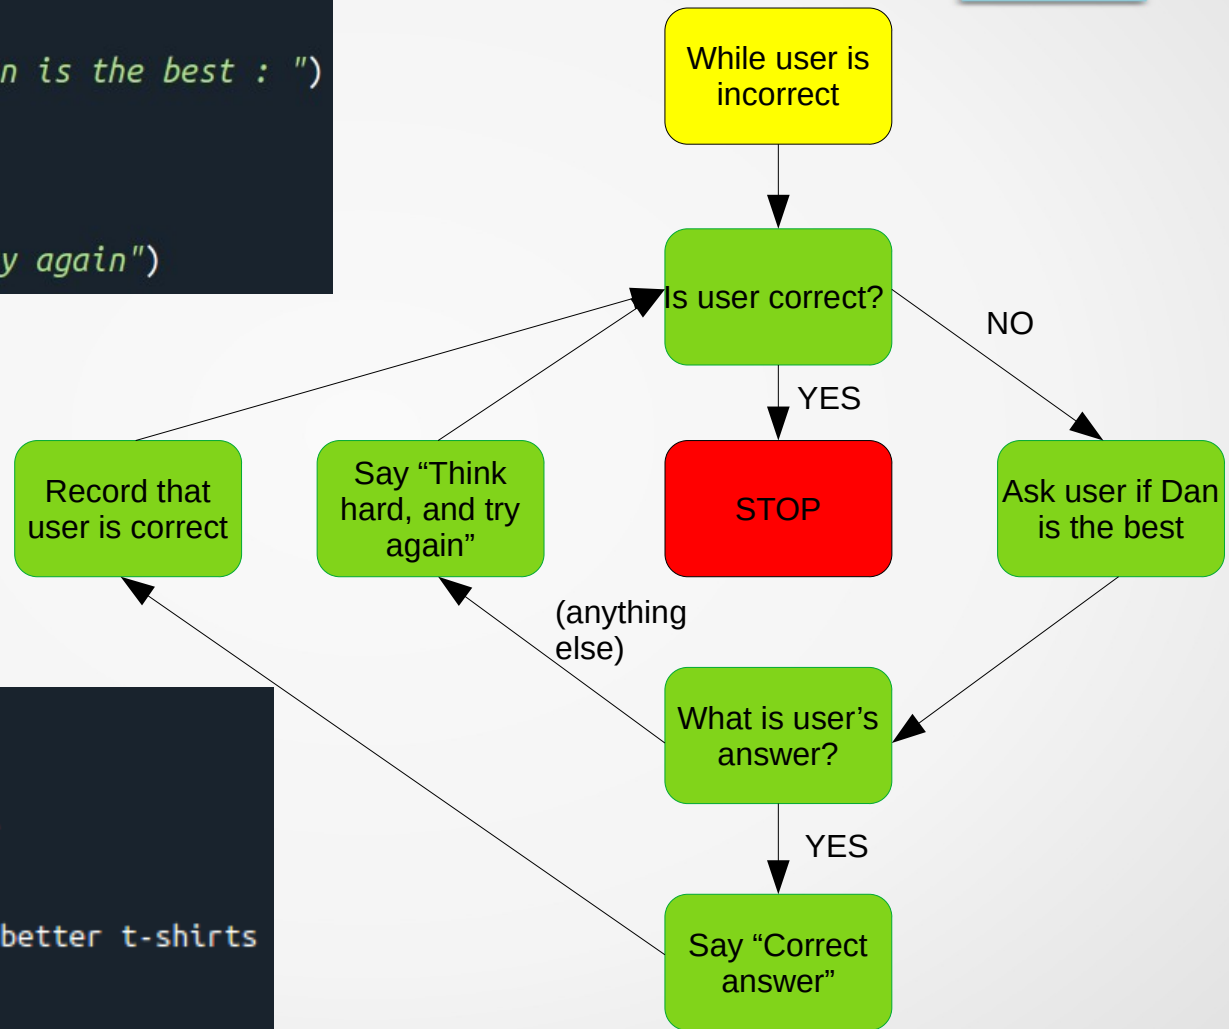 n is the best : ")
y again")
While user is
incorrect
Is user correct?
NO
YES
Record that
user is correct
Say “Think
hard, and try
again”
STOP
Ask user if Dan
is the best
(anything
else)
What is user’s
answer?
YES
better t-shirts
Say “Correct
answer”